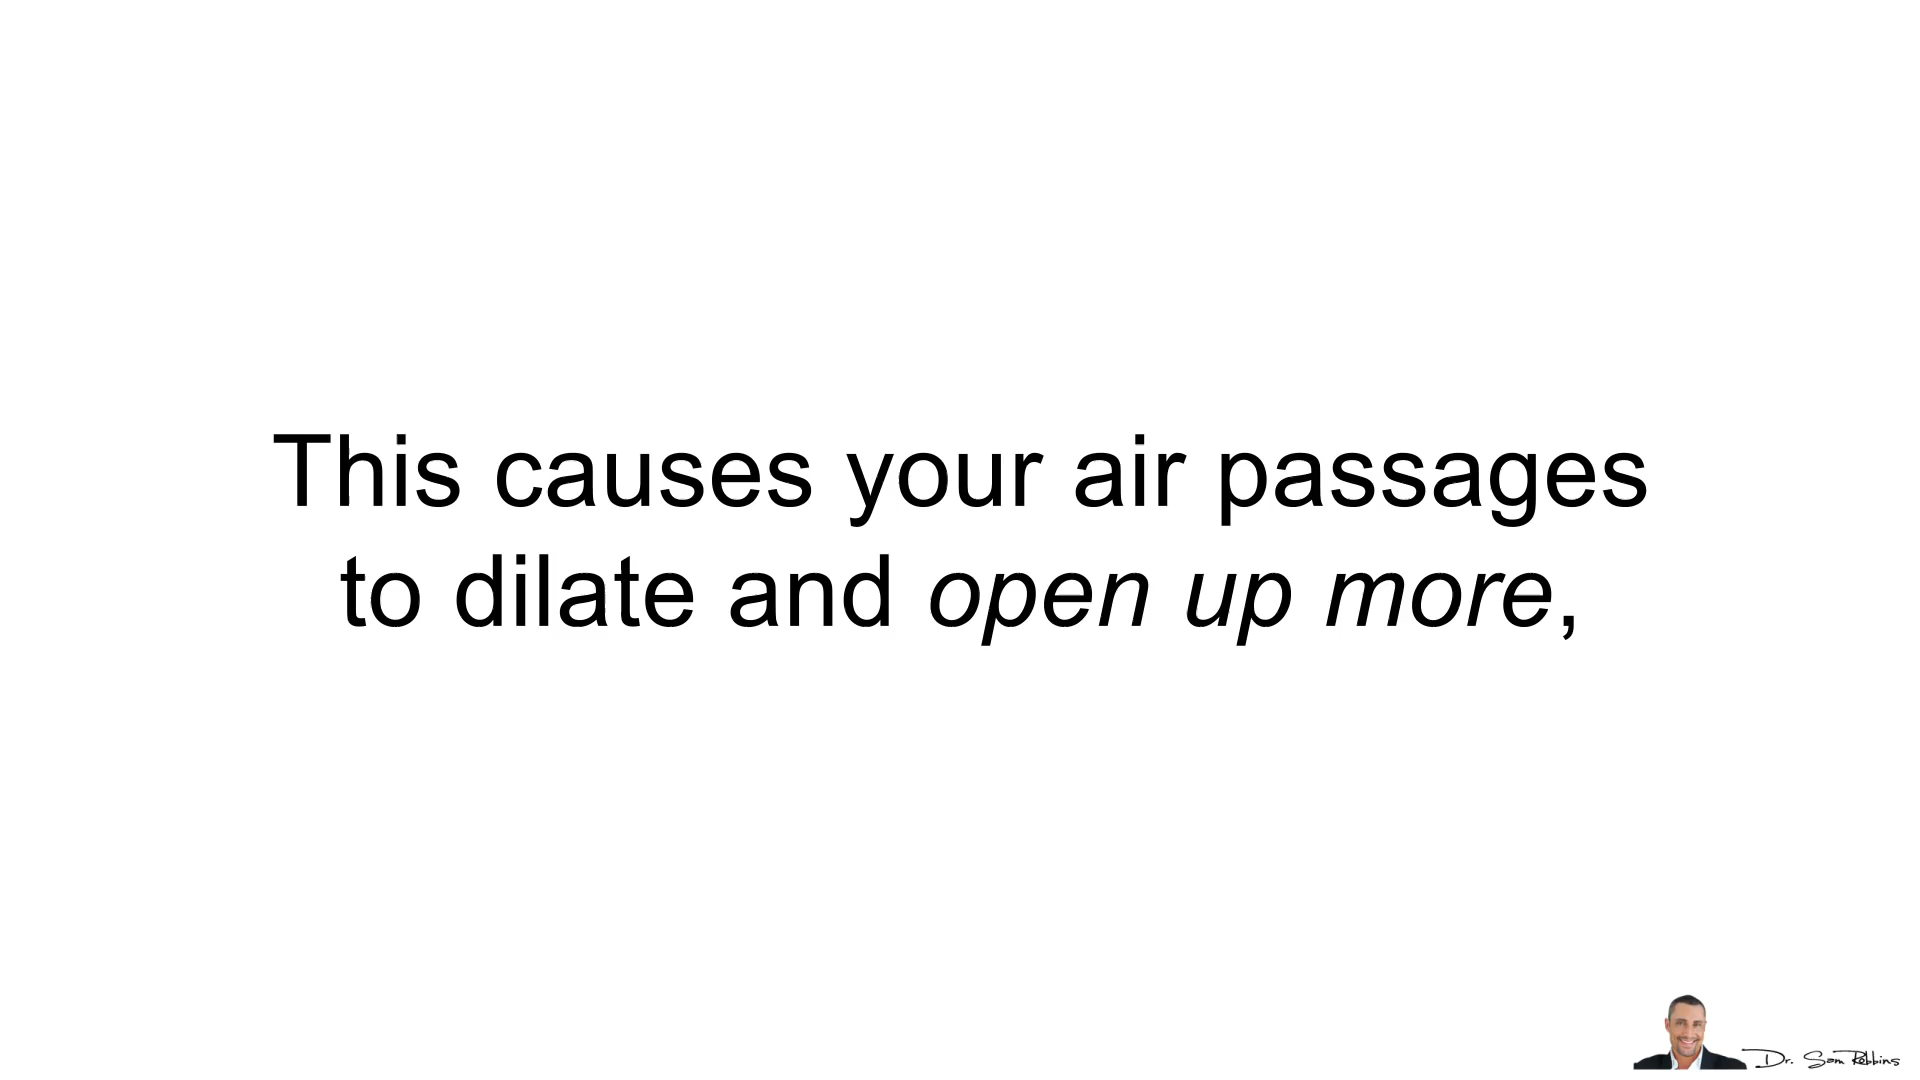 This causes your air passages
to dilate and open up more,
Dr. Sam Robbins